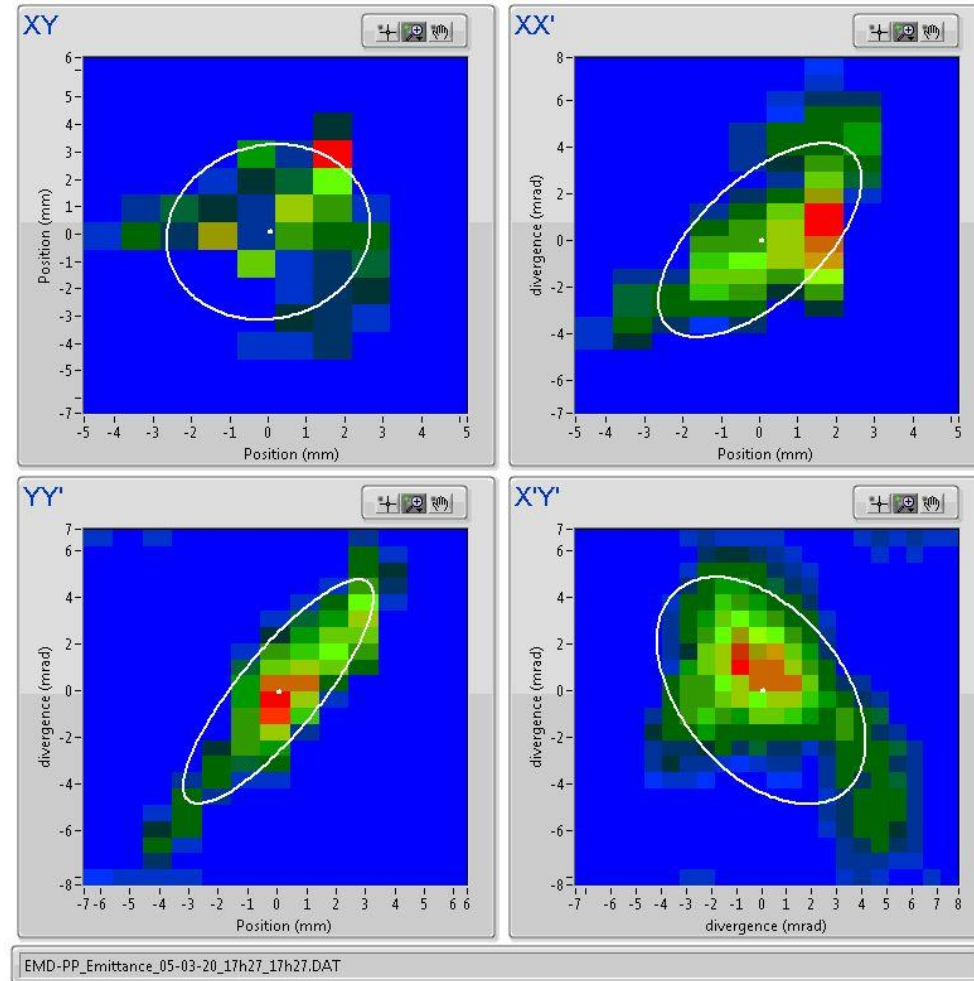 XY
6
5
4
3
2
1
0
-1
-2
-3
-4
-5
-7
Position (mm)
-5 -4 -3 -2 -1 0 1 2 3 4 5
Position (mm)
XX'
8
6
4
2
0
-2
-4
-6
-7
divergence (mrad)
-5 -4 -3 -2 -1 0 1 2 3 5
Position (mm)
YY'
7
6
4
2
0
-2
-4
-6
-8
divergence (mrad)
-7 -6 -5 -4 -3 -2 -1 0 1 2 3 4 6 6
Position (mm)
X'Y'
7
6
4
2
0
-2
-4
-6
-8
divergence (mrad)
-7 -6 -5 -4 -3 -2 -1 0 1 2 3 4 5 6 7 8
divergence (mrad)
EMD-PP_Emittance_05-03-20_17h27_17h27.DAT